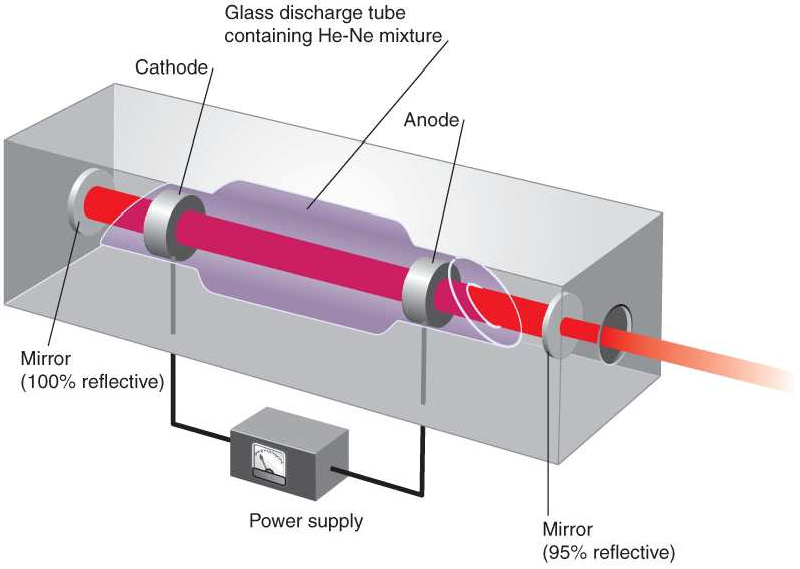 Glass discharge tube
containing He-Ne mixture
Cathode
Anode
Mirror
(100% reflective)
Power supply
Mirror
(95% reflective)